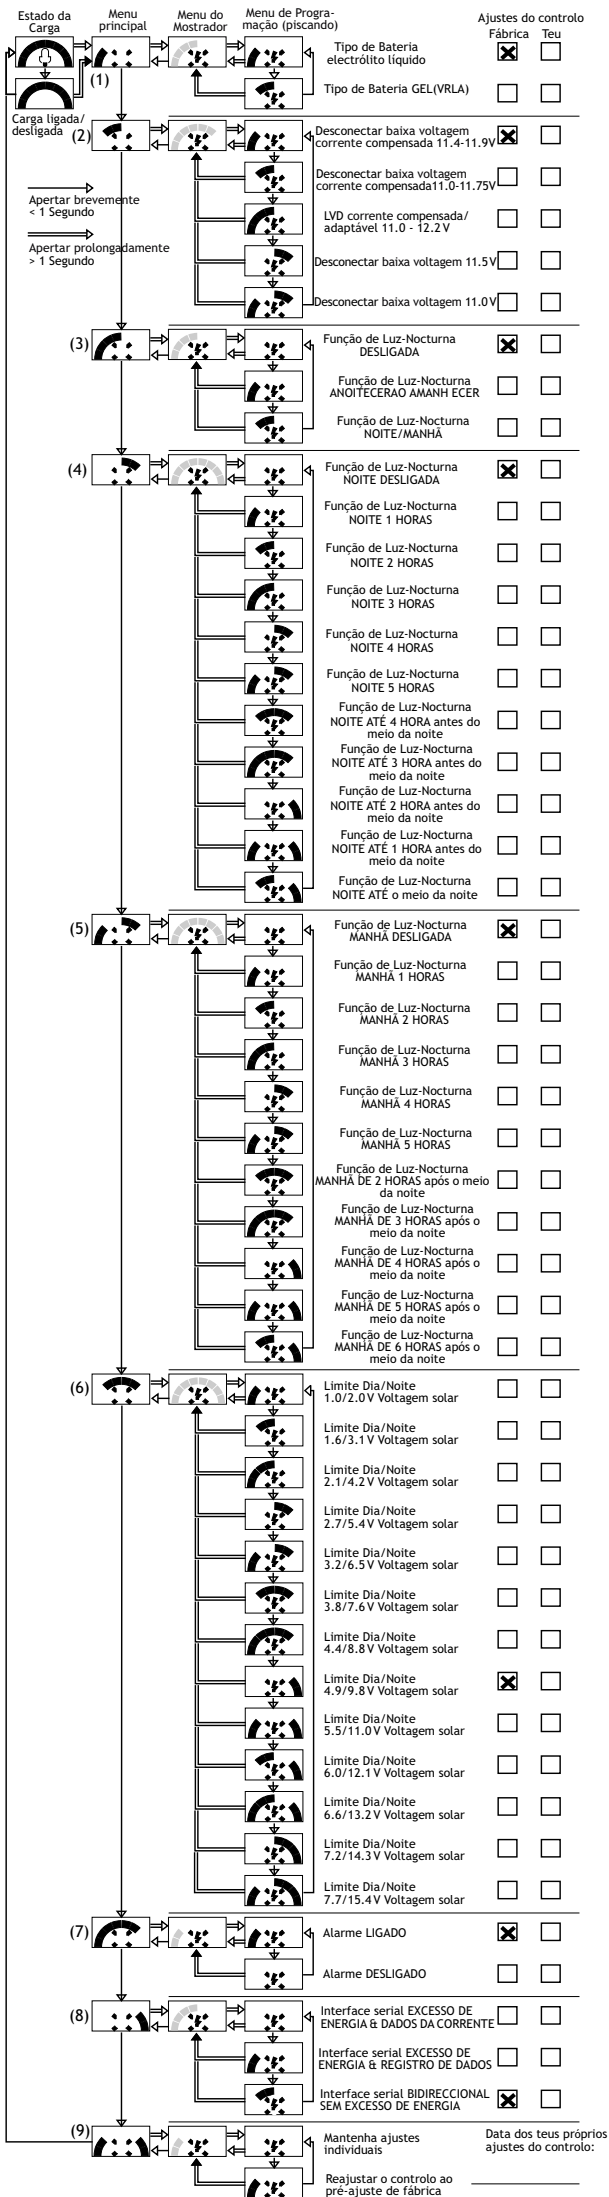 Estado da
Carga
Menu
principal
Menu do
Mostrador
Menu de Progra-
mação (piscando)
Ajustes do controlo
Fábrica Teu
(1)
Tipo de Bateria
electrólito líquido
Tipo de Bateria GEL(VRLA)
Carga ligada/
desligada
(2)
Desconectar baixa voltagem
corrente compensada 11.4-11.9V
Desconectar baixa voltagem
corrente compensada11.0-11.75V
Apertar brevemente
< 1 Segundo
LVD corrente compensada/
adaptável 11.0 - 12.2 V
Apertar prolongadamente
> 1 Segundo
Desconectar baixa voltagem 11.5 V
Desconectar baixa voltagem 11.0 V
(3)
Função de Luz-Nocturna
DESLIGADA
Função de Luz-Nocturna
ANOITECERAO AMANH ECER
Função de Luz-Nocturna
NOITE/MANHÃ
(4)
Função de Luz-Nocturna
NOITE DESLIGADA
Função de Luz-Nocturna
NOITE 1 HORAS
Função de Luz-Nocturna
NOITE 2 HORAS
Função de Luz-Nocturna
NOITE 3 HORAS
Função de Luz-Nocturna
NOITE 4 HORAS
Função de Luz-Nocturna
NOITE 5 HORAS
Função de Luz-Nocturna
NOITE ATÉ 4 HORA antes do
meio da noite
Função de Luz-Nocturna
NOITE ATÉ 3 HORA antes do
meio da noite
Função de Luz-Nocturna
NOITE ATÉ 2 HORA antes do
meio da noite
Função de Luz-Nocturna
NOITE ATÉ 1 HORA antes do
meio da noite
Função de Luz-Nocturna
NOITE ATÉ o meio da noite
(5)
Função de Luz-Nocturna
MANHÃ DESLIGADA
Função de Luz-Nocturna
MANHÃ 1 HORAS
Função de Luz-Nocturna
MANHÃ 2 HORAS
Função de Luz-Nocturna
MANHÃ 3 HORAS
Função de Luz-Nocturna
MANHÃ 4 HORAS
Função de Luz-Nocturna
MANHÃ 5 HORAS
Função de Luz-Nocturna
MANHÃ DE 2 HORAS após o meio
da noite
Função de Luz-Nocturna
MANHÃ DE 3 HORAS após o
meio da noite
Função de Luz-Nocturna
MANHÃ DE 4 HORAS após o
meio da noite
Função de Luz-Nocturna
MANHÃ DE 5 HORAS após o
meio da noite
Função de Luz-Nocturna
MANHÃ DE 6 HORAS após o
meio da noite
(6)
Limite Dia/Noite
1.0/2.0 V Voltagem solar
Limite Dia/Noite
1.6/3.1 V Voltagem solar
Limite Dia/Noite
2.1/4.2 V Voltagem solar
Limite Dia/Noite
2.7/5.4 V Voltagem solar
Limite Dia/Noite
3.2/6.5 V Voltagem solar
Limite Dia/Noite
3.8/7.6 V Voltagem solar
Limite Dia/Noite
4.4/8.8 V Voltagem solar
Limite Dia/Noite
4.9/9.8 V Voltagem solar
Limite Dia/Noite
5.5/11.0 V Voltagem solar
Limite Dia/Noite
6.0/12.1 V Voltagem solar
Limite Dia/Noite
6.6/13.2 V Voltagem solar
Limite Dia/Noite
7.2/14.3 V Voltagem solar
Limite Dia/Noite
7.7/15.4 V Voltagem solar
(7)
Alarme LIGADO
Alarme DESLIGADO
(8)
Interface serial EXCESSO DE
ENERGIA & DADOS DA CORRENTE
Interface serial EXCESSO DE
ENERGIA & REGISTRO DE DADOS
Interface serial BIDIRECCIONAL
SEM EXCESSO DE ENERGIA
(9)
Mantenha ajustes
individuais
Data dos teus próprios
ajustes do controlo:
Reajustar o controlo ao
pré-ajuste de fábrica